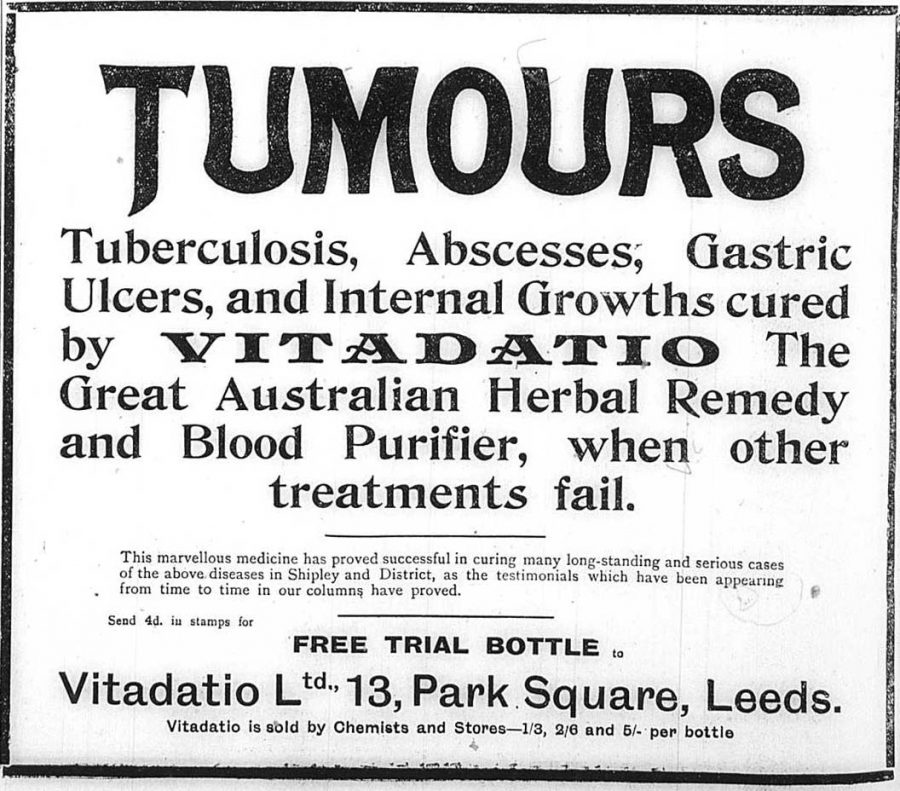 TUMOURS
Tuberculosis, Abscesses, Gastric
Ulcers, and Internal Growths cured
by VITADATIO The
Great Australian Herbal Remedy
and Blood Purifier, when other
treatments fail.
This marvellous medicine has proved successful in curing many long-standing and serious cases
of the above diseases in Shipley and District, as the testimonials which have been appearing
from time to time in our columns have proved.
Send 4d. in stamps for
FREE TRIAL BOTTLE to
Vitadatio Ltd., 13, Park Square, Leeds.
Vitadatio is sold by Chemists and Stores—1/3, 2/6 and 5/- per bottle